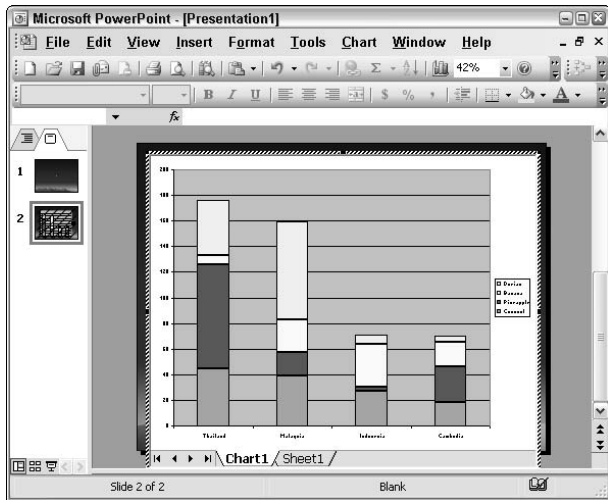 Microsoft PowerPoint - [Presentation1]
File Edit View Insert Format Tools Chart Window Help
42%
B I U $ % ,
fx
1
2
200
180
160
140
120
100
80
60
40
20
0
Thailand Malaysia Indonesia Cambodia
Durian
Banana
Pineapple
Coconut
Chart1 Sheet1
Slide 2 of 2 Blank